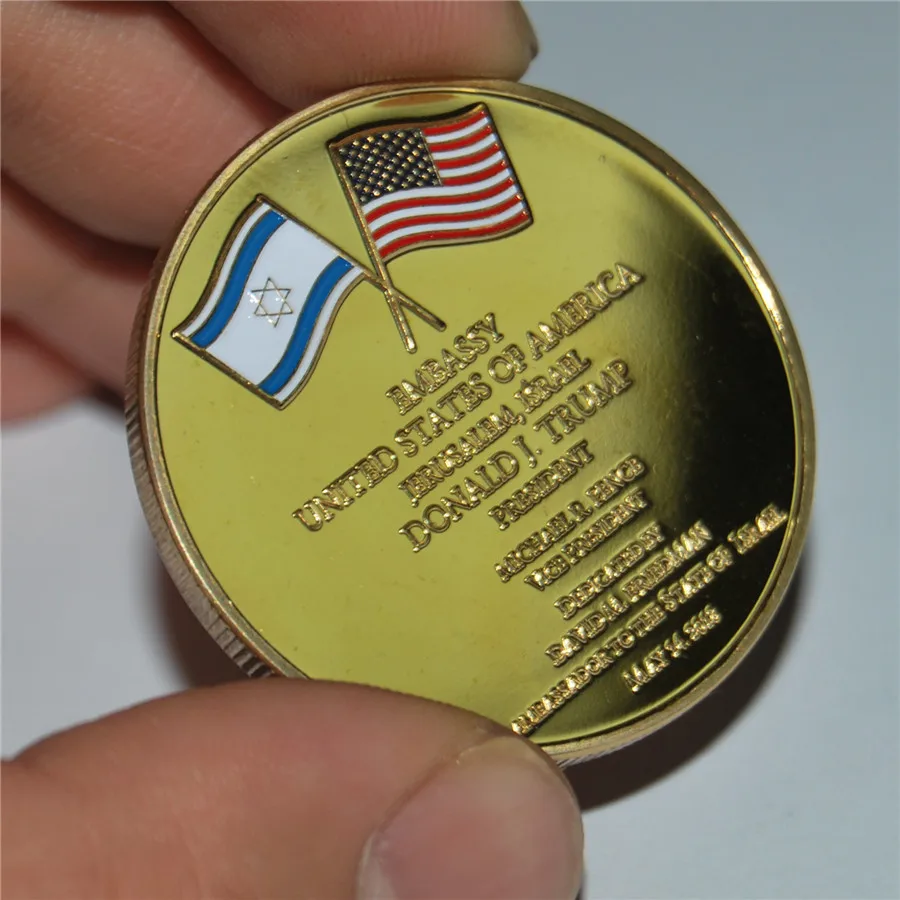 EMBASSY
UNITED STATES OF AMERICA
JERUSALEM, ISRAEL
DONALD J. TRUMP
PRESIDENT
MICHAEL R. PENCE
VICE PRESIDENT
DEDICATED BY
DAVID M. FRIEDMAN
AMBASSADOR TO THE STATE OF ISRAEL
MAY 14, 2018